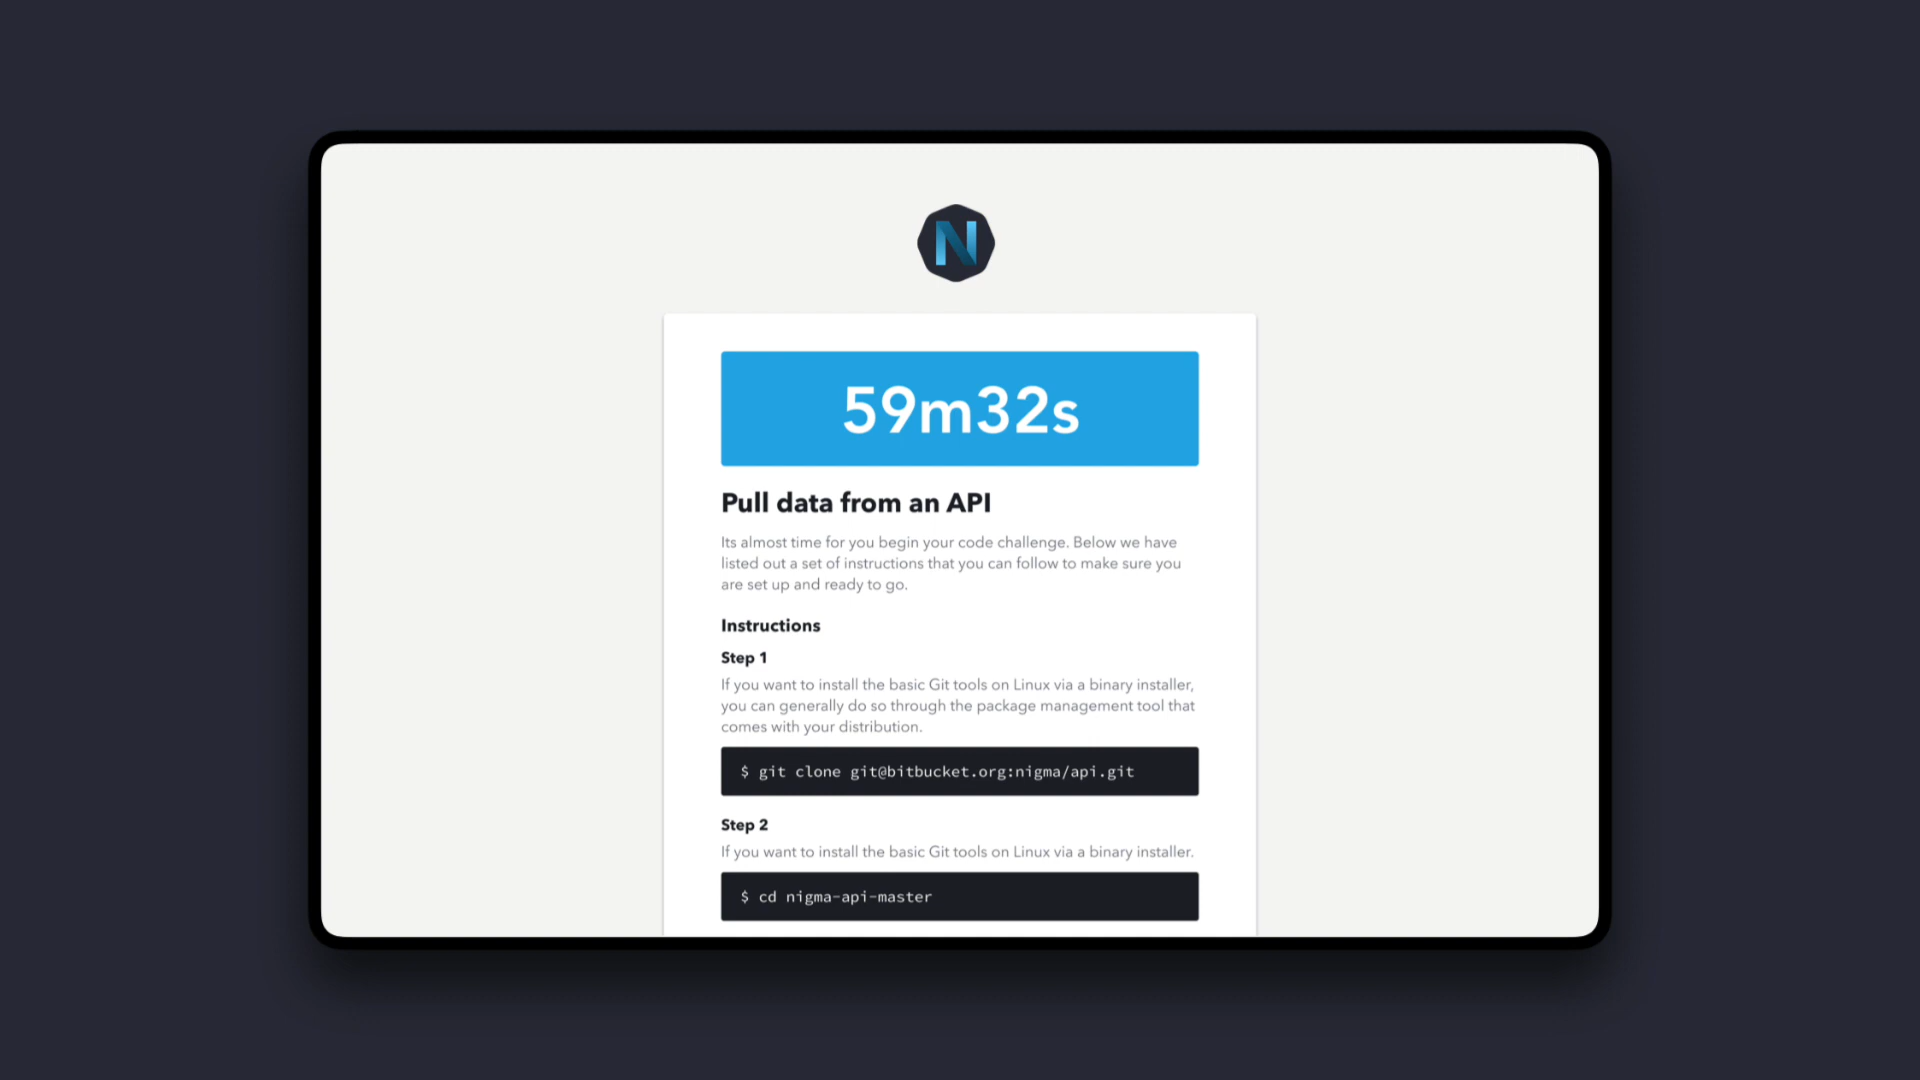 N
59m32s
Pull data from an API
Its almost time for you begin your code challenge. Below we have
listed out a set of instructions that you can follow to make sure you
are set up and ready to go.
Instructions
Step 1
If you want to install the basic Git tools on Linux via a binary installer,
you can generally do so through the package management tool that
comes with your distribution.
$ git clone git@bitbucket.org:nigma/api.git
Step 2
If you want to install the basic Git tools on Linux via a binary installer.
$ cd nigma-api-master